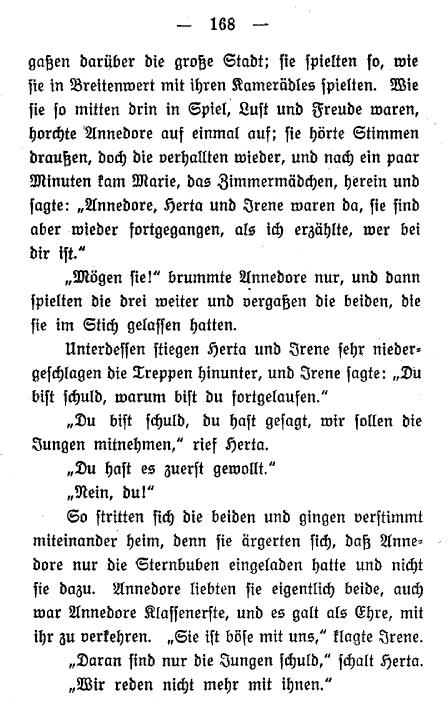 — 168 —
gaßen darüber die große Stadt; sie spielten so, wie
sie in Breitenwert mit ihren Kamerädles spielten. Wie
sie so mitten drin in Spiel, Lust und Freude waren,
horchte Annedore auf einmal auf; sie hörte Stimmen
draußen, doch die verhallten wieder, und nach ein paar
Minuten kam Marie, das Zimmermädchen, herein und
sagte: „Annedore, Herta und Irene waren da, sie sind
aber wieder fortgegangen, als ich erzählte, wer bei
dir ist.“
„Mögen sie!“ brummte Annedore nur, und dann
spielten die drei weiter und vergaßen die beiden, die
sie im Stich gelassen hatten.
Unterdessen stiegen Herta und Irene sehr nieder-
geschlagen die Treppen hinunter, und Irene sagte: „Du
bist schuld, warum bist du fortgelaufen.“
„Du bist schuld, du hast gesagt, wir sollen die
Jungen mitnehmen,“ rief Herta.
„Du hast es zuerst gewollt.“
„Nein, du!“
So stritten sich die beiden und gingen verstimmt
miteinander heim, denn sie ärgerten sich, daß Anne-
dore nur die Sternbuben eingeladen hatte und nicht
sie dazu. Annedore liebten sie eigentlich beide, auch
war Annedore Klassenerste, und es galt als Ehre, mit
ihr zu verkehren. „Sie ist böse mit uns,“ klagte Irene.
„Daran sind nur die Jungen schuld,“ schalt Herta.
„Wir reden nicht mehr mit ihnen.“